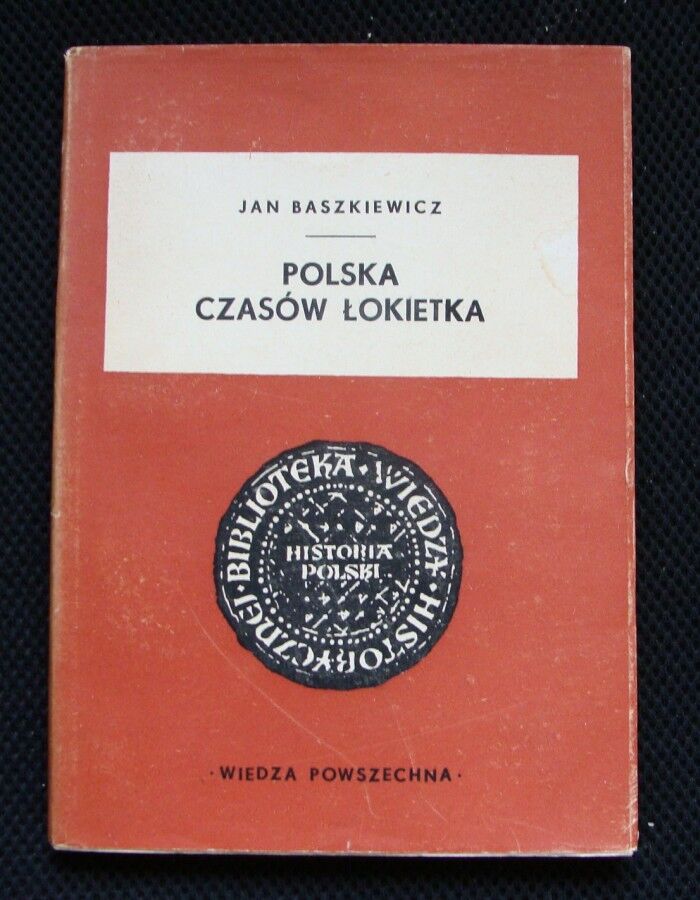 JAN BASZKIEWICZ
POLSKA
CZASÓW ŁOKIETKA
BIBLIOTEKA · WIEDZY · HISTORYCZNEJ ·
HISTORIA
POLSKI
· WIEDZA POWSZECHNA ·